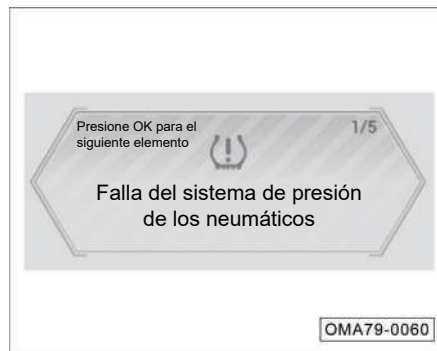 Presione OK para el
siguiente elemento
1/5
Falla del sistema de presión
de los neumáticos
OMA79-0060